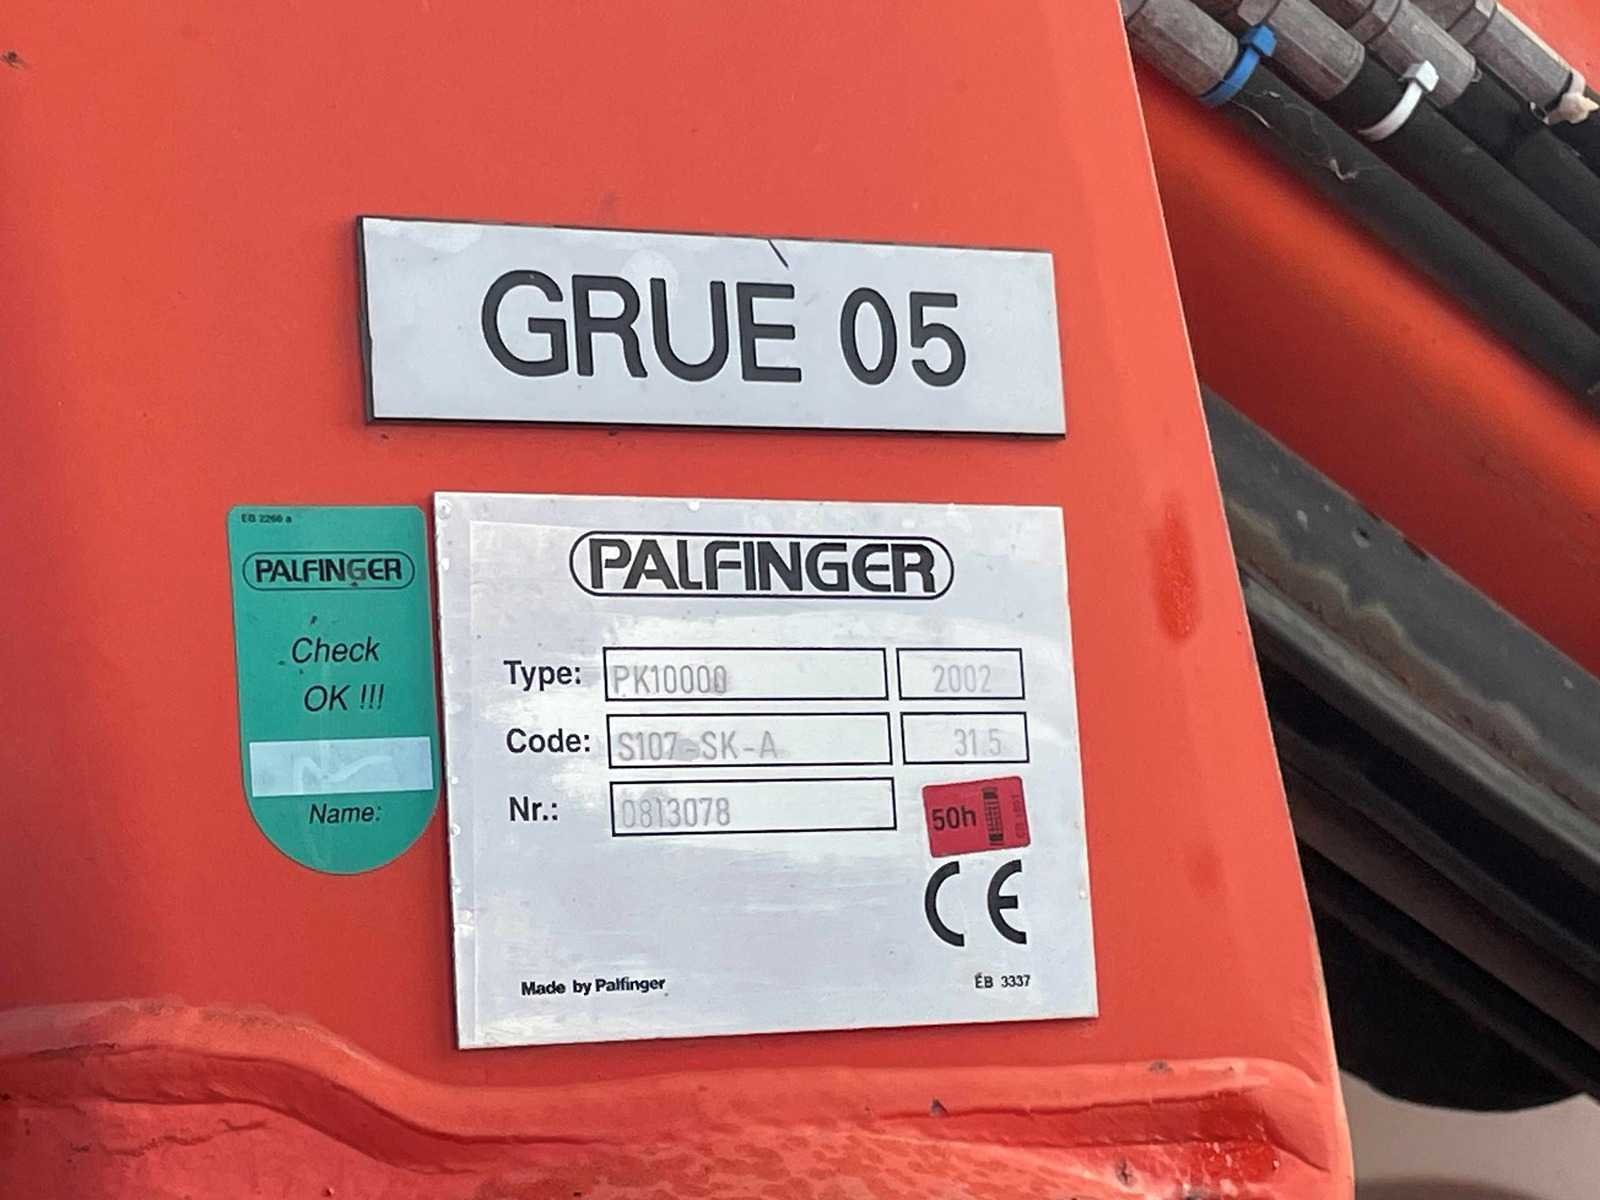 GRUE 05
EB 2260 a
PALFINGER
Check
OK !!!
Name:
PALFINGER
Type: PK10000 2002
Code: S107-SK-A 31.5
Nr.: 0813078
50h
CE
Made by Palfinger EB 3337